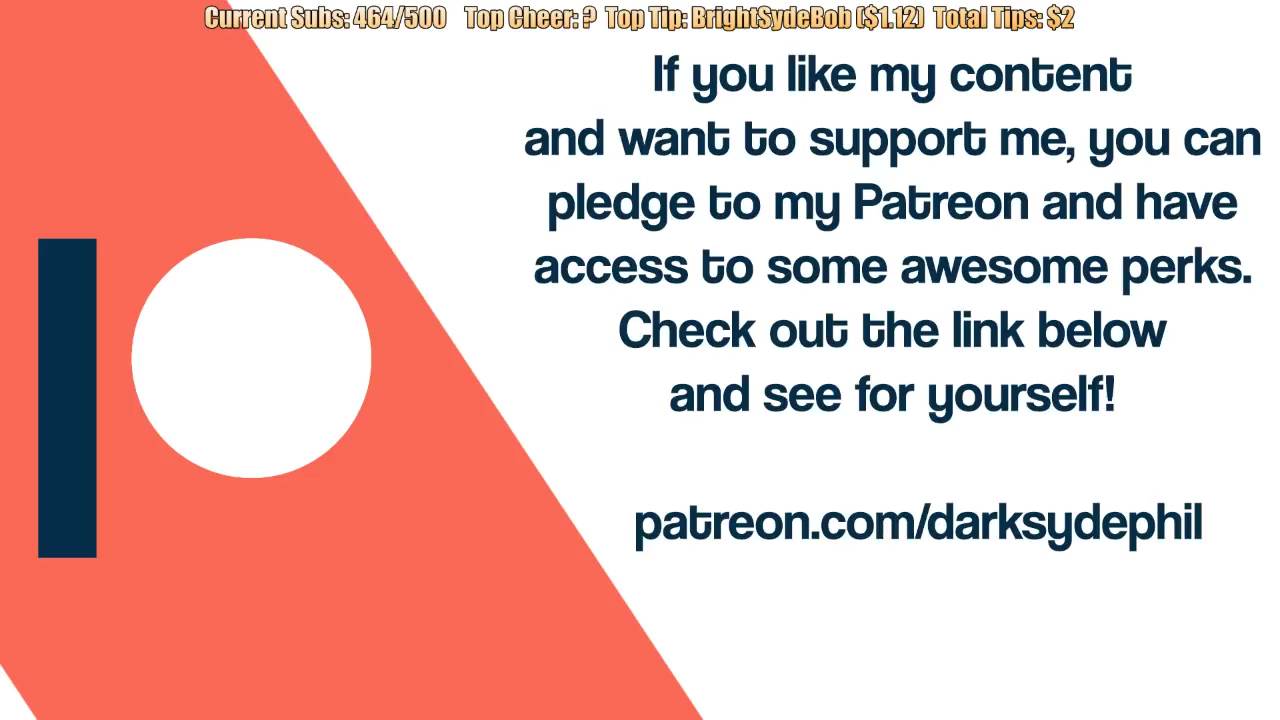 Current Subs: 464/500 Top Cheer: ? Top Tip: BrightSydeBob ($1.12) Total Tips: $2
If you like my content
and want to support me, you can
pledge to my Patreon and have
access to some awesome perks.
Check out the link below
and see for yourself!
patreon.com/darksydephil